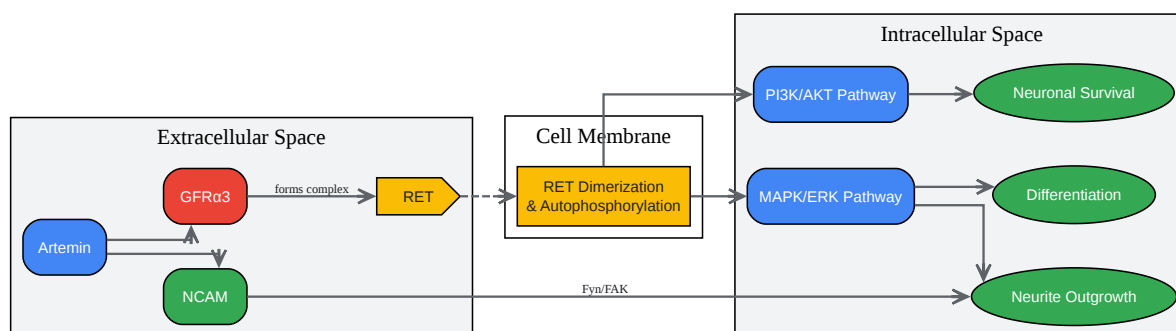 Extracellular Space
Artemin
GFRα3
NCAM
forms complex
RET
Cell Membrane
RET Dimerization
& Autophosphorylation
Fyn/FAK
Intracellular Space
PI3K/AKT Pathway
Neuronal Survival
MAPK/ERK Pathway
Differentiation
Neurite Outgrowth